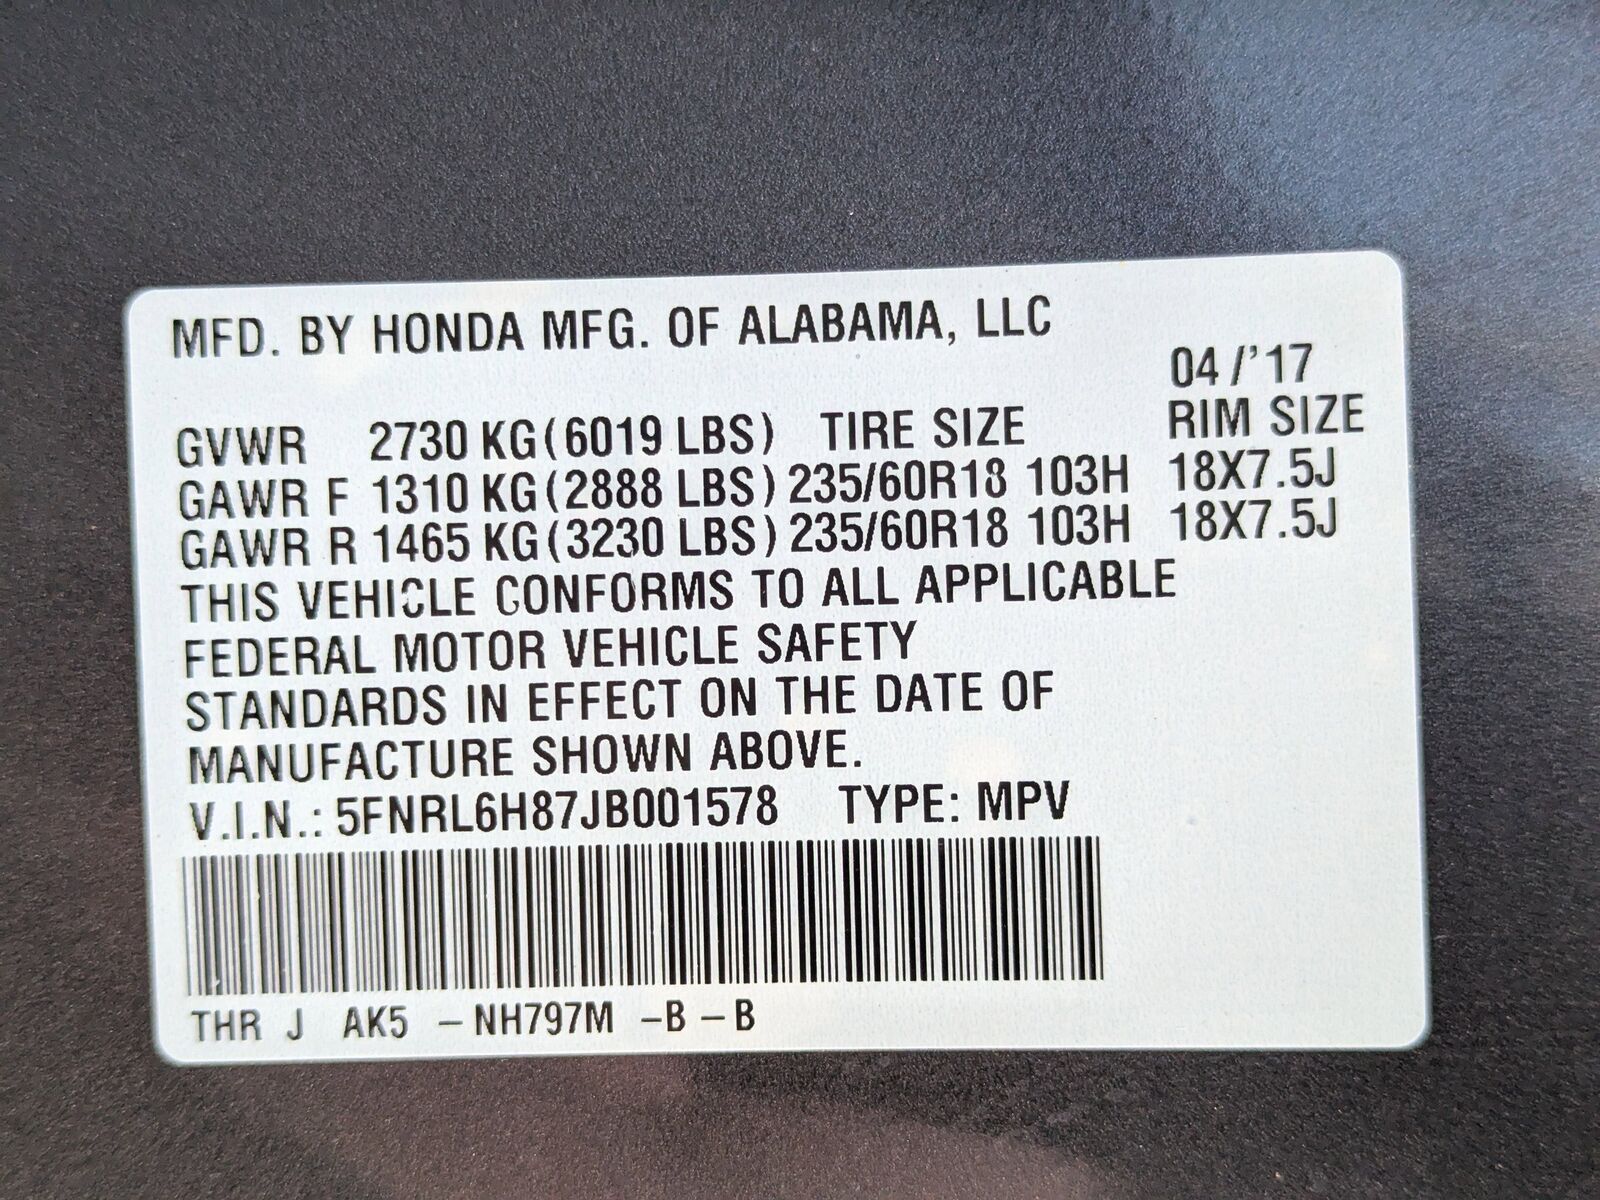 MFD. BY HONDA MFG. OF ALABAMA, LLC
04/'17
GVWR 2730 KG(6019 LBS) TIRE SIZE RIM SIZE
GAWR F 1310 KG(2888 LBS) 235/60R18 103H 18X7.5J
GAWR R 1465 KG(3230 LBS) 235/60R18 103H 18X7.5J
THIS VEHICLE CONFORMS TO ALL APPLICABLE
FEDERAL MOTOR VEHICLE SAFETY
STANDARDS IN EFFECT ON THE DATE OF
MANUFACTURE SHOWN ABOVE.
V.I.N.: 5FNRL6H87JB001578 TYPE: MPV
THR J AK5 –NH797M –B–B